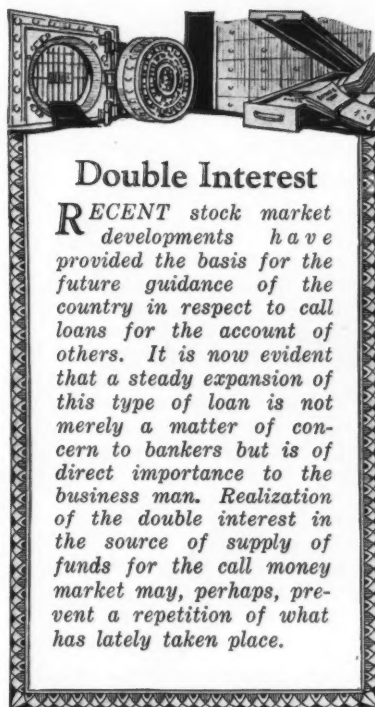 Double Interest
RECENT stock market
developments have
provided the basis for the
future guidance of the
country in respect to call
loans for the account of
others. It is now evident
that a steady expansion of
this type of loan is not
merely a matter of con-
cern to bankers but is of
direct importance to the
business man. Realization
of the double interest in
the source of supply of
funds for the call money
market may, perhaps, pre-
vent a repetition of what
has lately taken place.